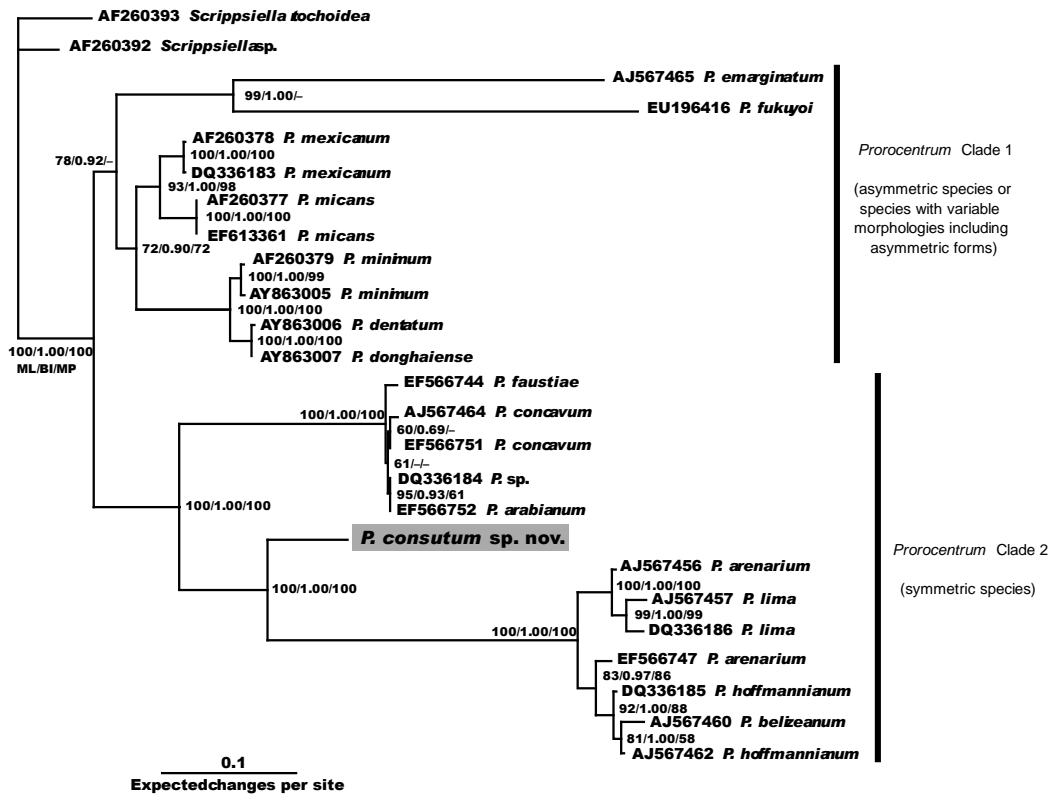 AF260393 Scrippsiella trochoidea
AF260392 Scrippsiella sp.
AJ567465 P. emarginatum
99/1.00/–
EU196416 P. fukuyoi
AF260378 P. mexicanum
100/1.00/100
78/0.92/–
DQ336183 P. mexicanum
93/1.00/98
AF260377 P. micans
100/1.00/100
EF613361 P. micans
72/0.90/72
AF260379 P. minimum
100/1.00/99
AY863005 P. minimum
100/1.00/100
AY863006 P. dentatum
100/1.00/100
AY863007 P. donghaiense
Prorocentrum Clade 1
(asymmetric species or
species with variable
morphologies including
asymmetric forms)
100/1.00/100
ML/BI/MP
EF566744 P. faustiae
100/1.00/100
AJ567464 P. concavum
60/0.69/–
EF566751 P. concavum
61/–/–
DQ336184 P. sp.
95/0.93/61
EF566752 P. arabianum
100/1.00/100
P. consutum sp. nov.
100/1.00/100
AJ567456 P. arenarium
100/1.00/100
AJ567457 P. lima
99/1.00/99
DQ336186 P. lima
100/1.00/100
EF566747 P. arenarium
83/0.97/86
DQ336185 P. hoffmannianum
92/1.00/88
AJ567460 P. belizeanum
81/1.00/58
AJ567462 P. hoffmannianum
Prorocentrum Clade 2
(symmetric species)
0.1
Expectedchanges per site